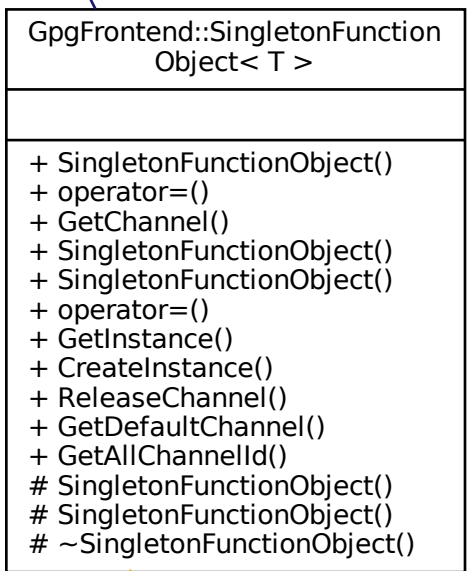 GpgFrontend::SingletonFunction
Object< T >
+ SingletonFunctionObject()
+ operator=()
+ GetChannel()
+ SingletonFunctionObject()
+ SingletonFunctionObject()
+ operator=()
+ GetInstance()
+ CreateInstance()
+ ReleaseChannel()
+ GetDefaultChannel()
+ GetAllChannelId()
# SingletonFunctionObject()
# SingletonFunctionObject()
# ~SingletonFunctionObject()